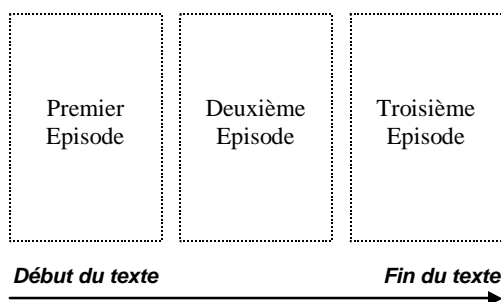 Premier
Episode
Deuxième
Episode
Troisième
Episode
Début du texte
Fin du texte